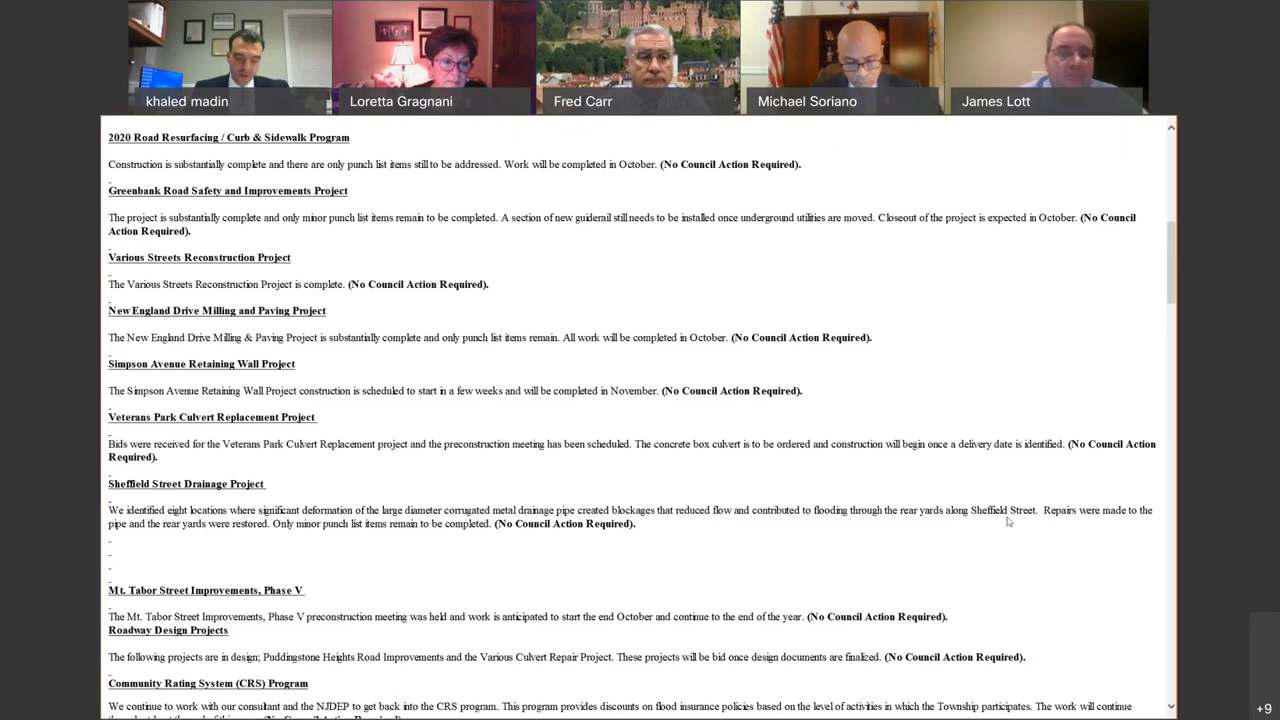 khaled madin
Loretta Gragnani
Fred Carr
Michael Soriano
James Lott
2020 Road Resurfacing / Curb & Sidewalk Program
Construction is substantially complete and there are only punch list items still to be addressed. Work will be completed in October. (No Council Action Required).
Greenbank Road Safety and Improvements Project
The project is substantially complete and only minor punch list items remain to be completed. A section of new guiderail still needs to be installed once underground utilities are moved. Closeout of the project is expected in October. (No Council
Action Required).
Various Streets Reconstruction Project
The Various Streets Reconstruction Project is complete. (No Council Action Required).
New England Drive Milling and Paving Project
The New England Drive Milling & Paving Project is substantially complete and only punch list items remain. All work will be completed in October. (No Council Action Required).
Simpson Avenue Retaining Wall Project
The Simpson Avenue Retaining Wall Project construction is scheduled to start in a few weeks and will be completed in November. (No Council Action Required).
Veterans Park Culvert Replacement Project
Bids were received for the Veterans Park Culvert Replacement project and the preconstruction meeting has been scheduled. The concrete box culvert is to be ordered and construction will begin once a delivery date is identified. (No Council Action
Required).
Sheffield Street Drainage Project
We identified eight locations where significant deformation of the large diameter corrugated metal drainage pipe created blockages that reduced flow and contributed to flooding through the rear yards along Sheffield Street. Repairs were made to the
pipe and the rear yards were restored. Only minor punch list items remain to be completed. (No Council Action Required).
Mt. Tabor Street Improvements, Phase V
The Mt. Tabor Street Improvements, Phase V preconstruction meeting was held and work is anticipated to start the end October and continue to the end of the year. (No Council Action Required).
Roadway Design Projects
The following projects are in design; Puddingstone Heights Road Improvements and the Various Culvert Repair Project. These projects will be bid once design documents are finalized. (No Council Action Required).
Community Rating System (CRS) Program
We continue to work with our consultant and the NJDEP to get back into the CRS program. This program provides discounts on flood insurance policies based on the level of activities in which the Township participates. The work will continue
+9